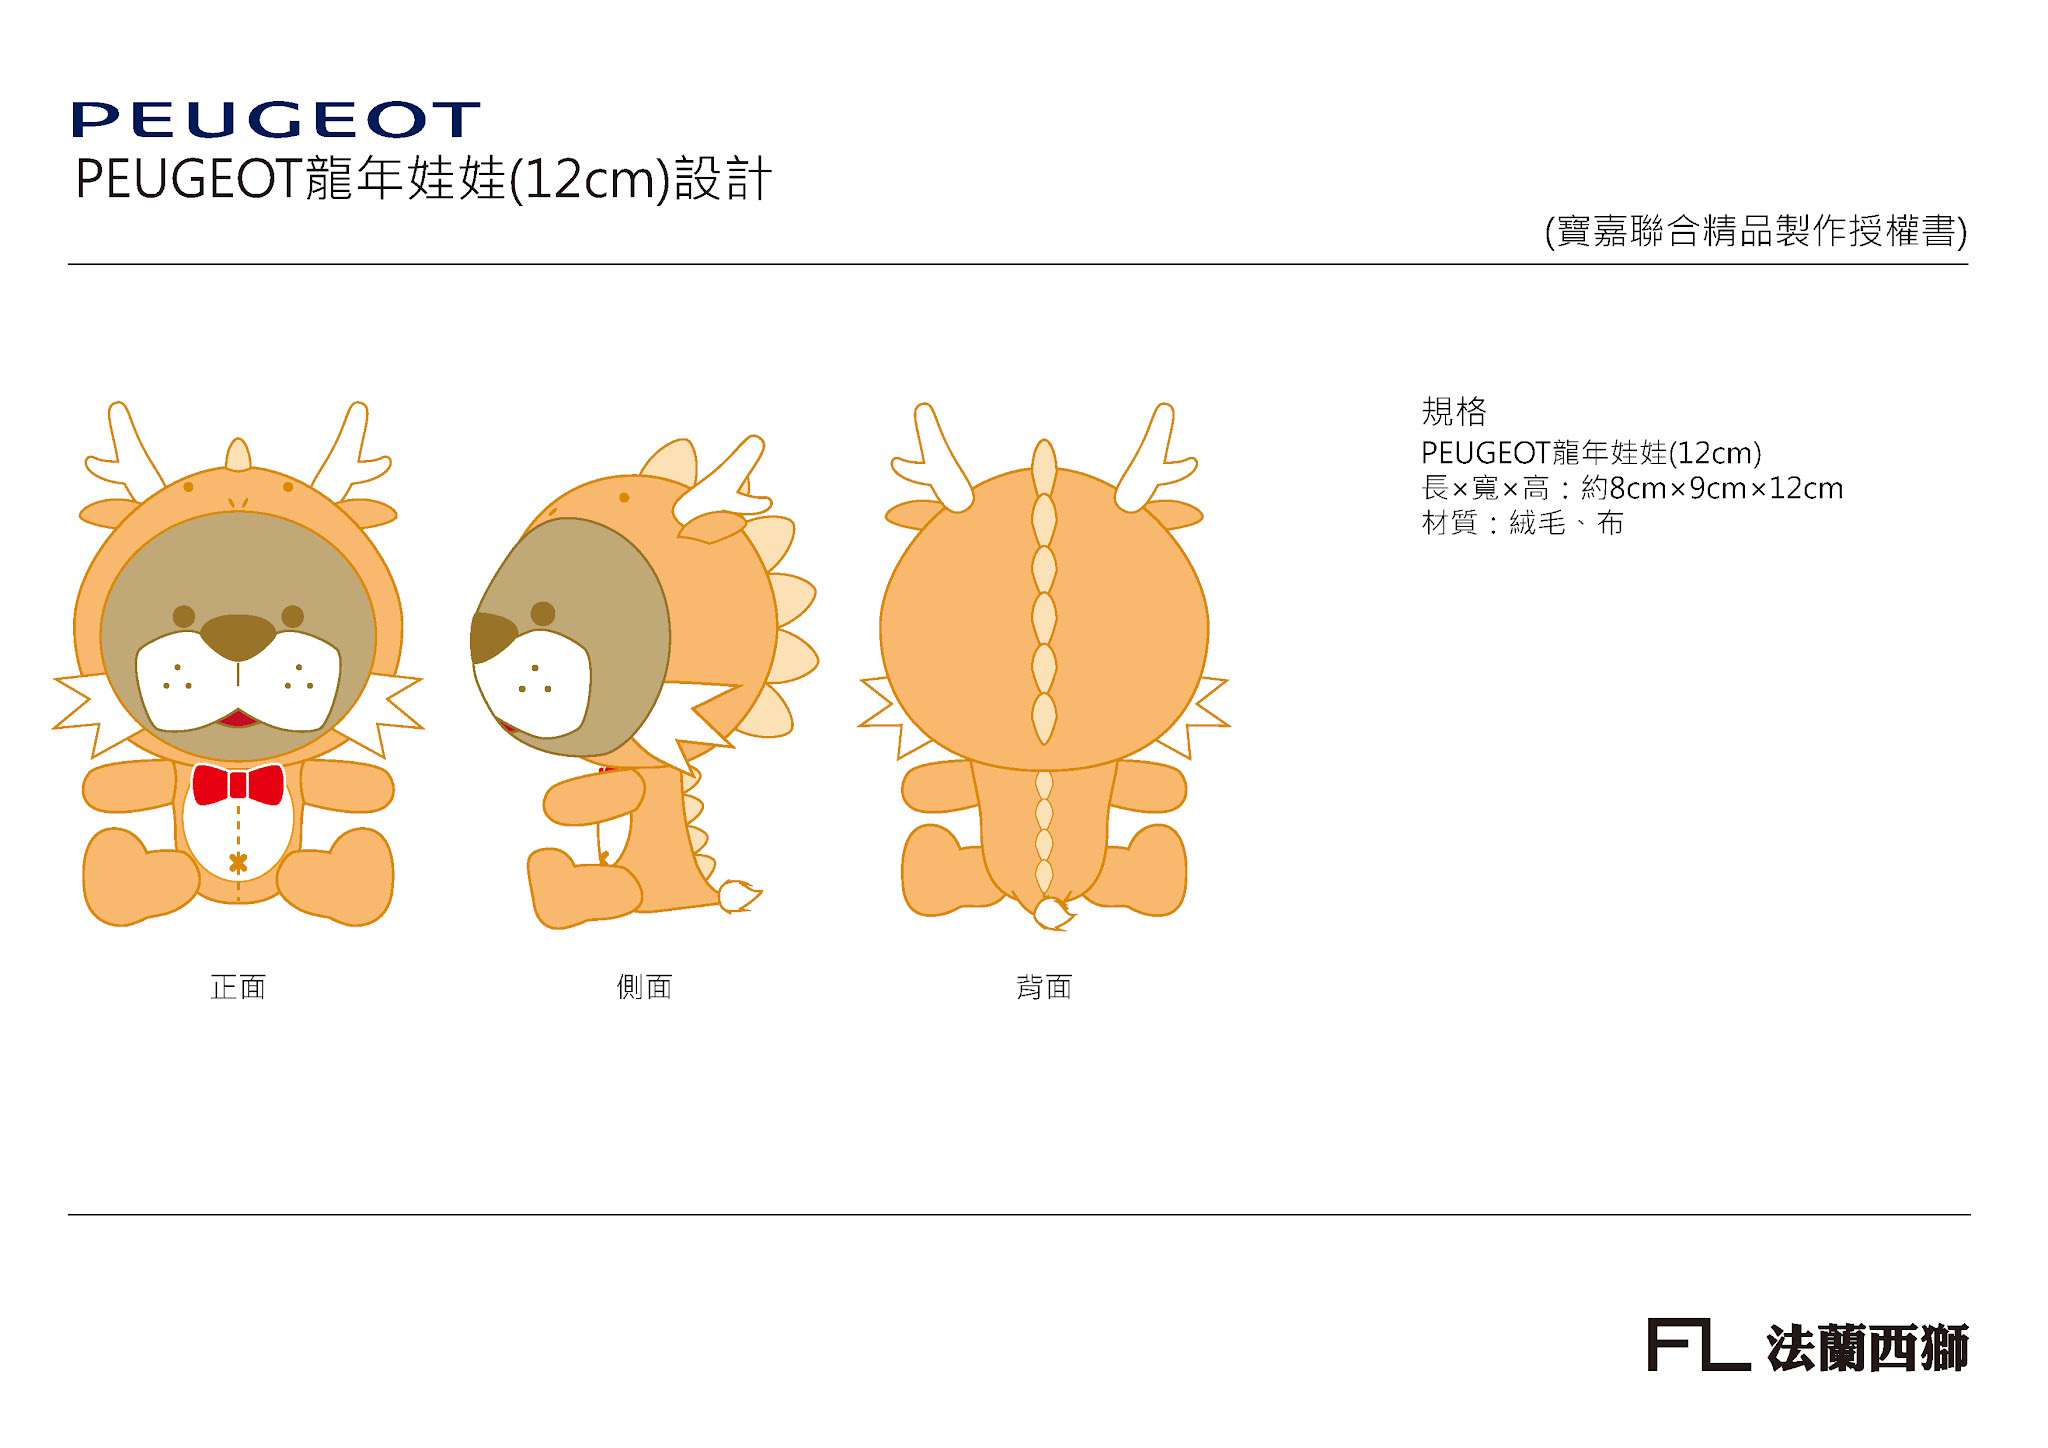 PEUGEOT
PEUGEOT龍年娃娃(12cm)設計
(寶嘉聯合精品製作授權書)
規格
PEUGEOT龍年娃娃(12cm)
長×寬×高：約8cm×9cm×12cm
材質：絨毛、布
正面
側面
背面
FL 法蘭西獅